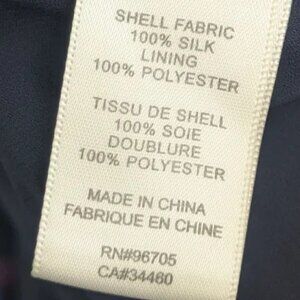 SHELL FABRIC
100% SILK
LINING
100% POLYESTER
TISSU DE SHELL
100% SOIE
DOUBLURE
100% POLYESTER
MADE IN CHINA
FABRIQUE EN CHINE
RN#96705
CA#34460